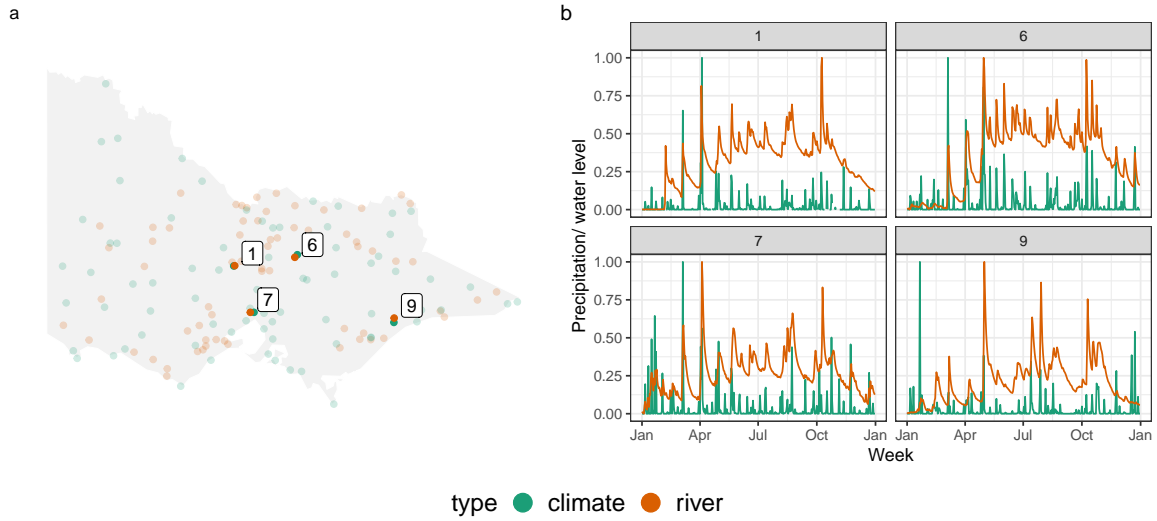 a
1
6
7
9
b
1
6
1.00
0.75
0.50
0.25
0.00
7
9
1.00
0.75
0.50
0.25
0.00
Jan Apr Jul Oct Jan
Jan Apr Jul Oct Jan
Precipitation/ water level
Week
type climate river